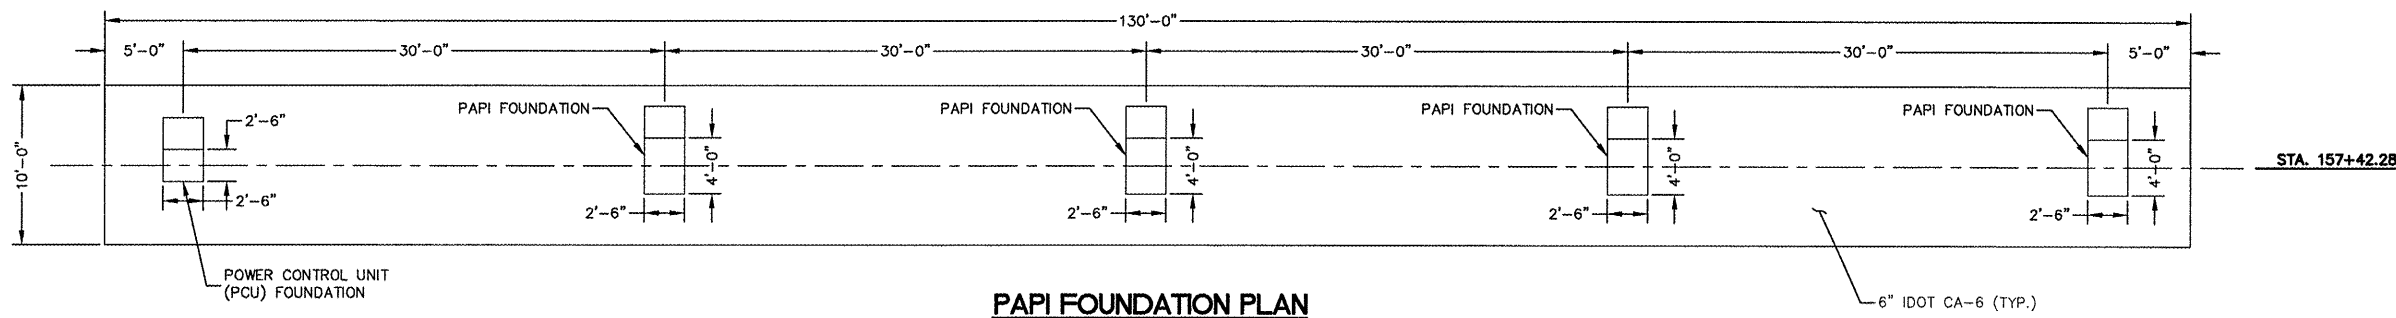 130'-0"
5'-0" 30'-0" 30'-0" 30'-0" 30'-0" 5'-0"
10'-0"
PAPI FOUNDATION PAPI FOUNDATION PAPI FOUNDATION PAPI FOUNDATION
2'-6"
4'-0" 4'-0" 4'-0" 4'-0"
STA. 157+42.28
2'-6"
2'-6" 2'-6" 2'-6" 2'-6"
POWER CONTROL UNIT
(PCU) FOUNDATION
6" IDOT CA-6 (TYP.)
PAPI FOUNDATION PLAN